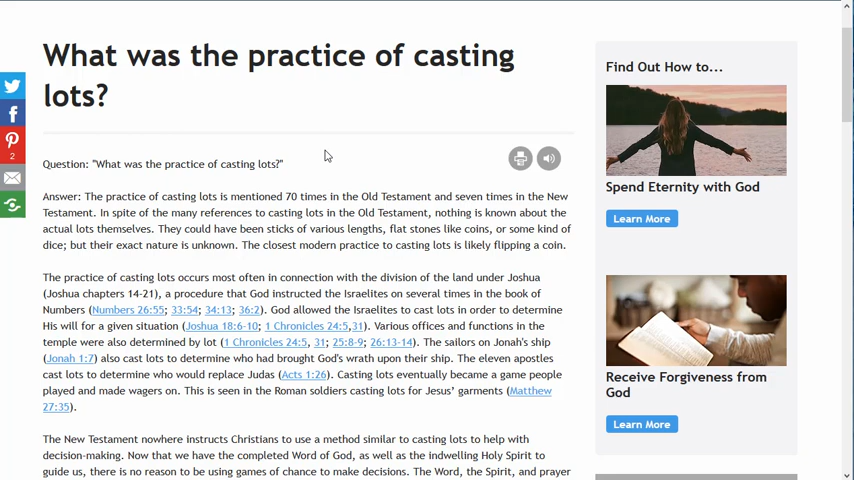 What was the practice of casting
lots?
Question: "What was the practice of casting lots?"
Answer: The practice of casting lots is mentioned 70 times in the Old Testament and seven times in the New
Testament. In spite of the many references to casting lots in the Old Testament, nothing is known about the
actual lots themselves. They could have been sticks of various lengths, flat stones like coins, or some kind of
dice; but their exact nature is unknown. The closest modern practice to casting lots is likely flipping a coin.
The practice of casting lots occurs most often in connection with the division of the land under Joshua
(Joshua chapters 14-21), a procedure that God instructed the Israelites on several times in the book of
Numbers (Numbers 26:55; 33:54; 34:13; 36:2). God allowed the Israelites to cast lots in order to determine
His will for a given situation (Joshua 18:6-10; 1 Chronicles 24:5,31). Various offices and functions in the
temple were also determined by lot (1 Chronicles 24:5, 31; 25:8-9; 26:13-14). The sailors on Jonah's ship
(Jonah 1:7) also cast lots to determine who had brought God's wrath upon their ship. The eleven apostles
cast lots to determine who would replace Judas (Acts 1:26). Casting lots eventually became a game people
played and made wagers on. This is seen in the Roman soldiers casting lots for Jesus’ garments (Matthew
27:35).
The New Testament nowhere instructs Christians to use a method similar to casting lots to help with
decision-making. Now that we have the completed Word of God, as well as the indwelling Holy Spirit to
guide us, there is no reason to be using games of chance to make decisions. The Word, the Spirit, and prayer
2
Find Out How to...
Spend Eternity with God
Learn More
Receive Forgiveness from
God
Learn More